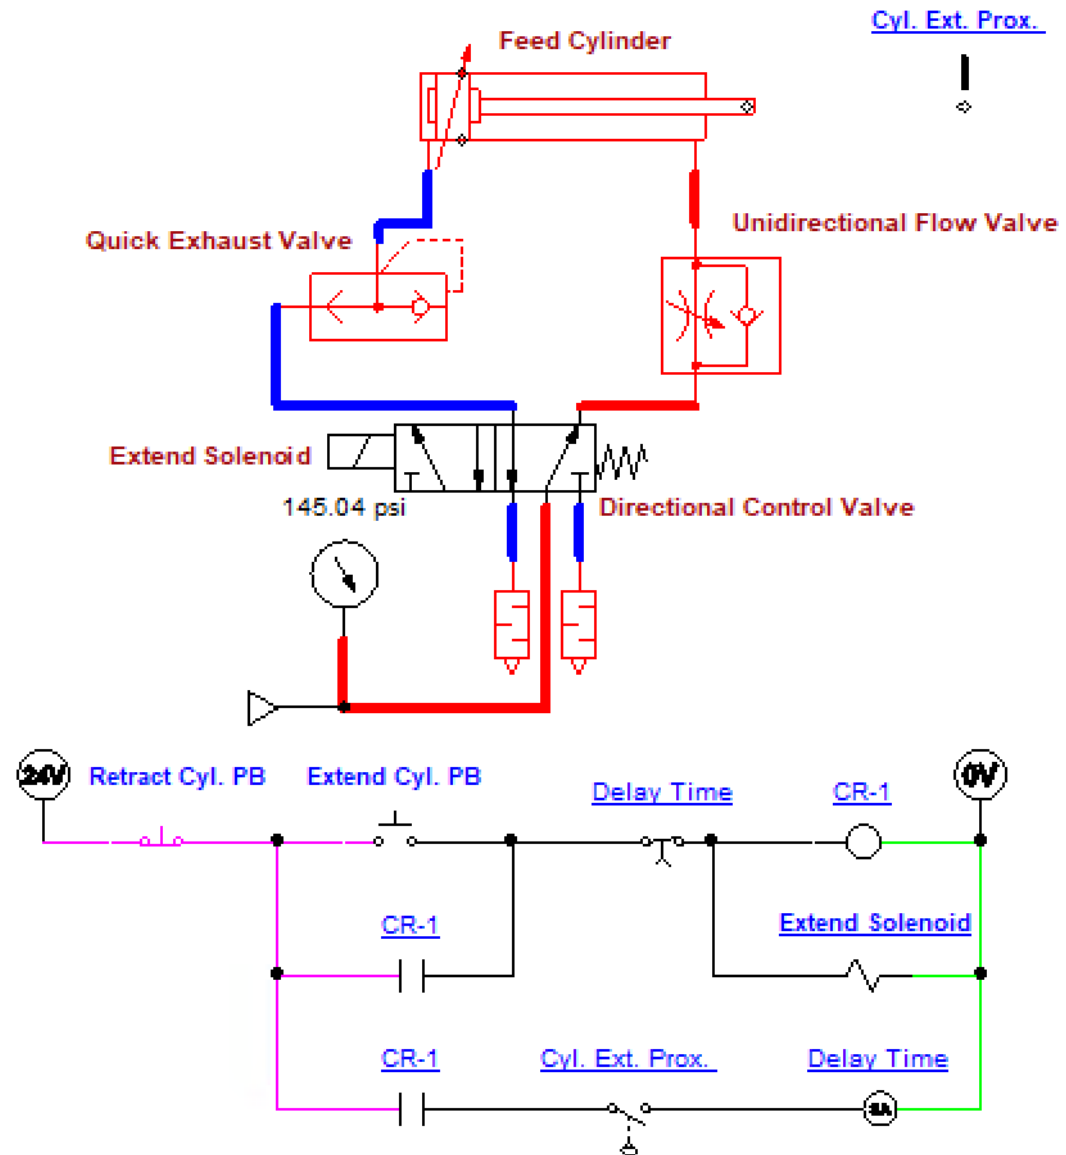 Cyl. Ext. Prox.
Feed Cylinder
Unidirectional Flow Valve
Quick Exhaust Valve
Extend Solenoid
145.04 psi
Directional Control Valve
24V
Retract Cyl. PB
Extend Cyl. PB
Delay Time
CR-1
0V
CR-1
Extend Solenoid
CR-1
Cyl. Ext. Prox.
Delay Time